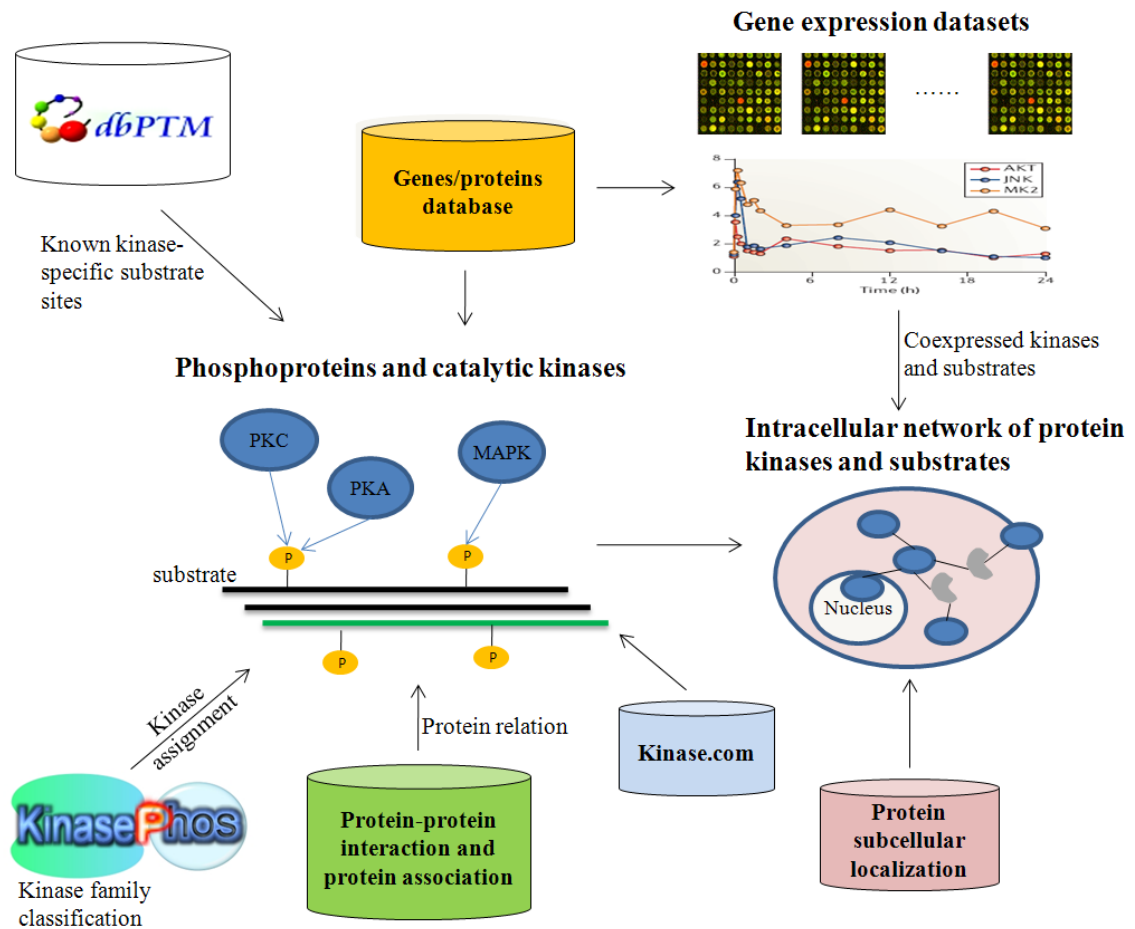 Gene expression datasets
dbPTM
Genes/proteins
database
......
8
6
4
2
0
AKT
JNK
MK2
0
6
12
18
24
Time (h)
Known kinase-
specific substrate
sites
Coexpressed kinases
and substrates
Phosphoproteins and catalytic kinases
Intracellular network of protein
kinases and substrates
PKC
PKA
MAPK
P
P
substrate
Nucleus
P
P
Kinase
assignment
Protein relation
Kinase.com
KinasePhos
Kinase family
classification
Protein-protein
interaction and
protein association
Protein
subcellular
localization